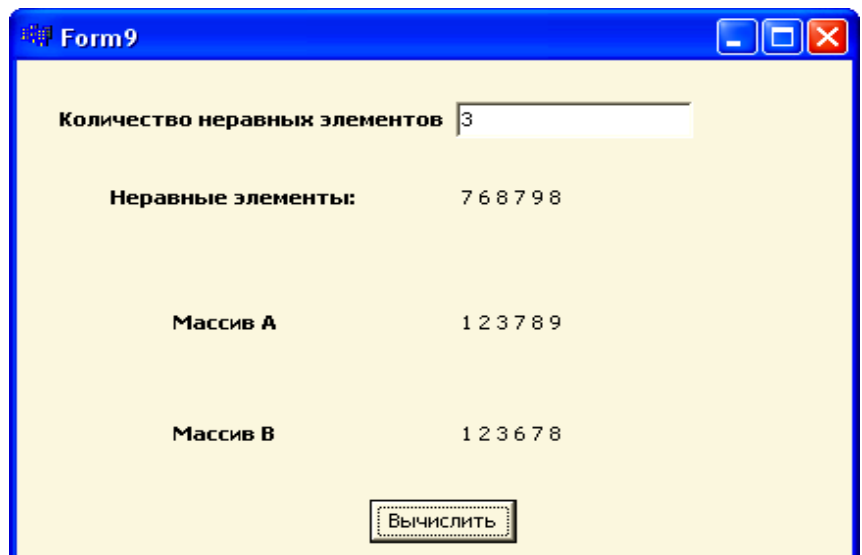 Form9
Количество неравных элементов 3
Неравные элементы: 7 6 8 7 9 8
Массив A 1 2 3 7 8 9
Массив B 1 2 3 6 7 8
Вычислить